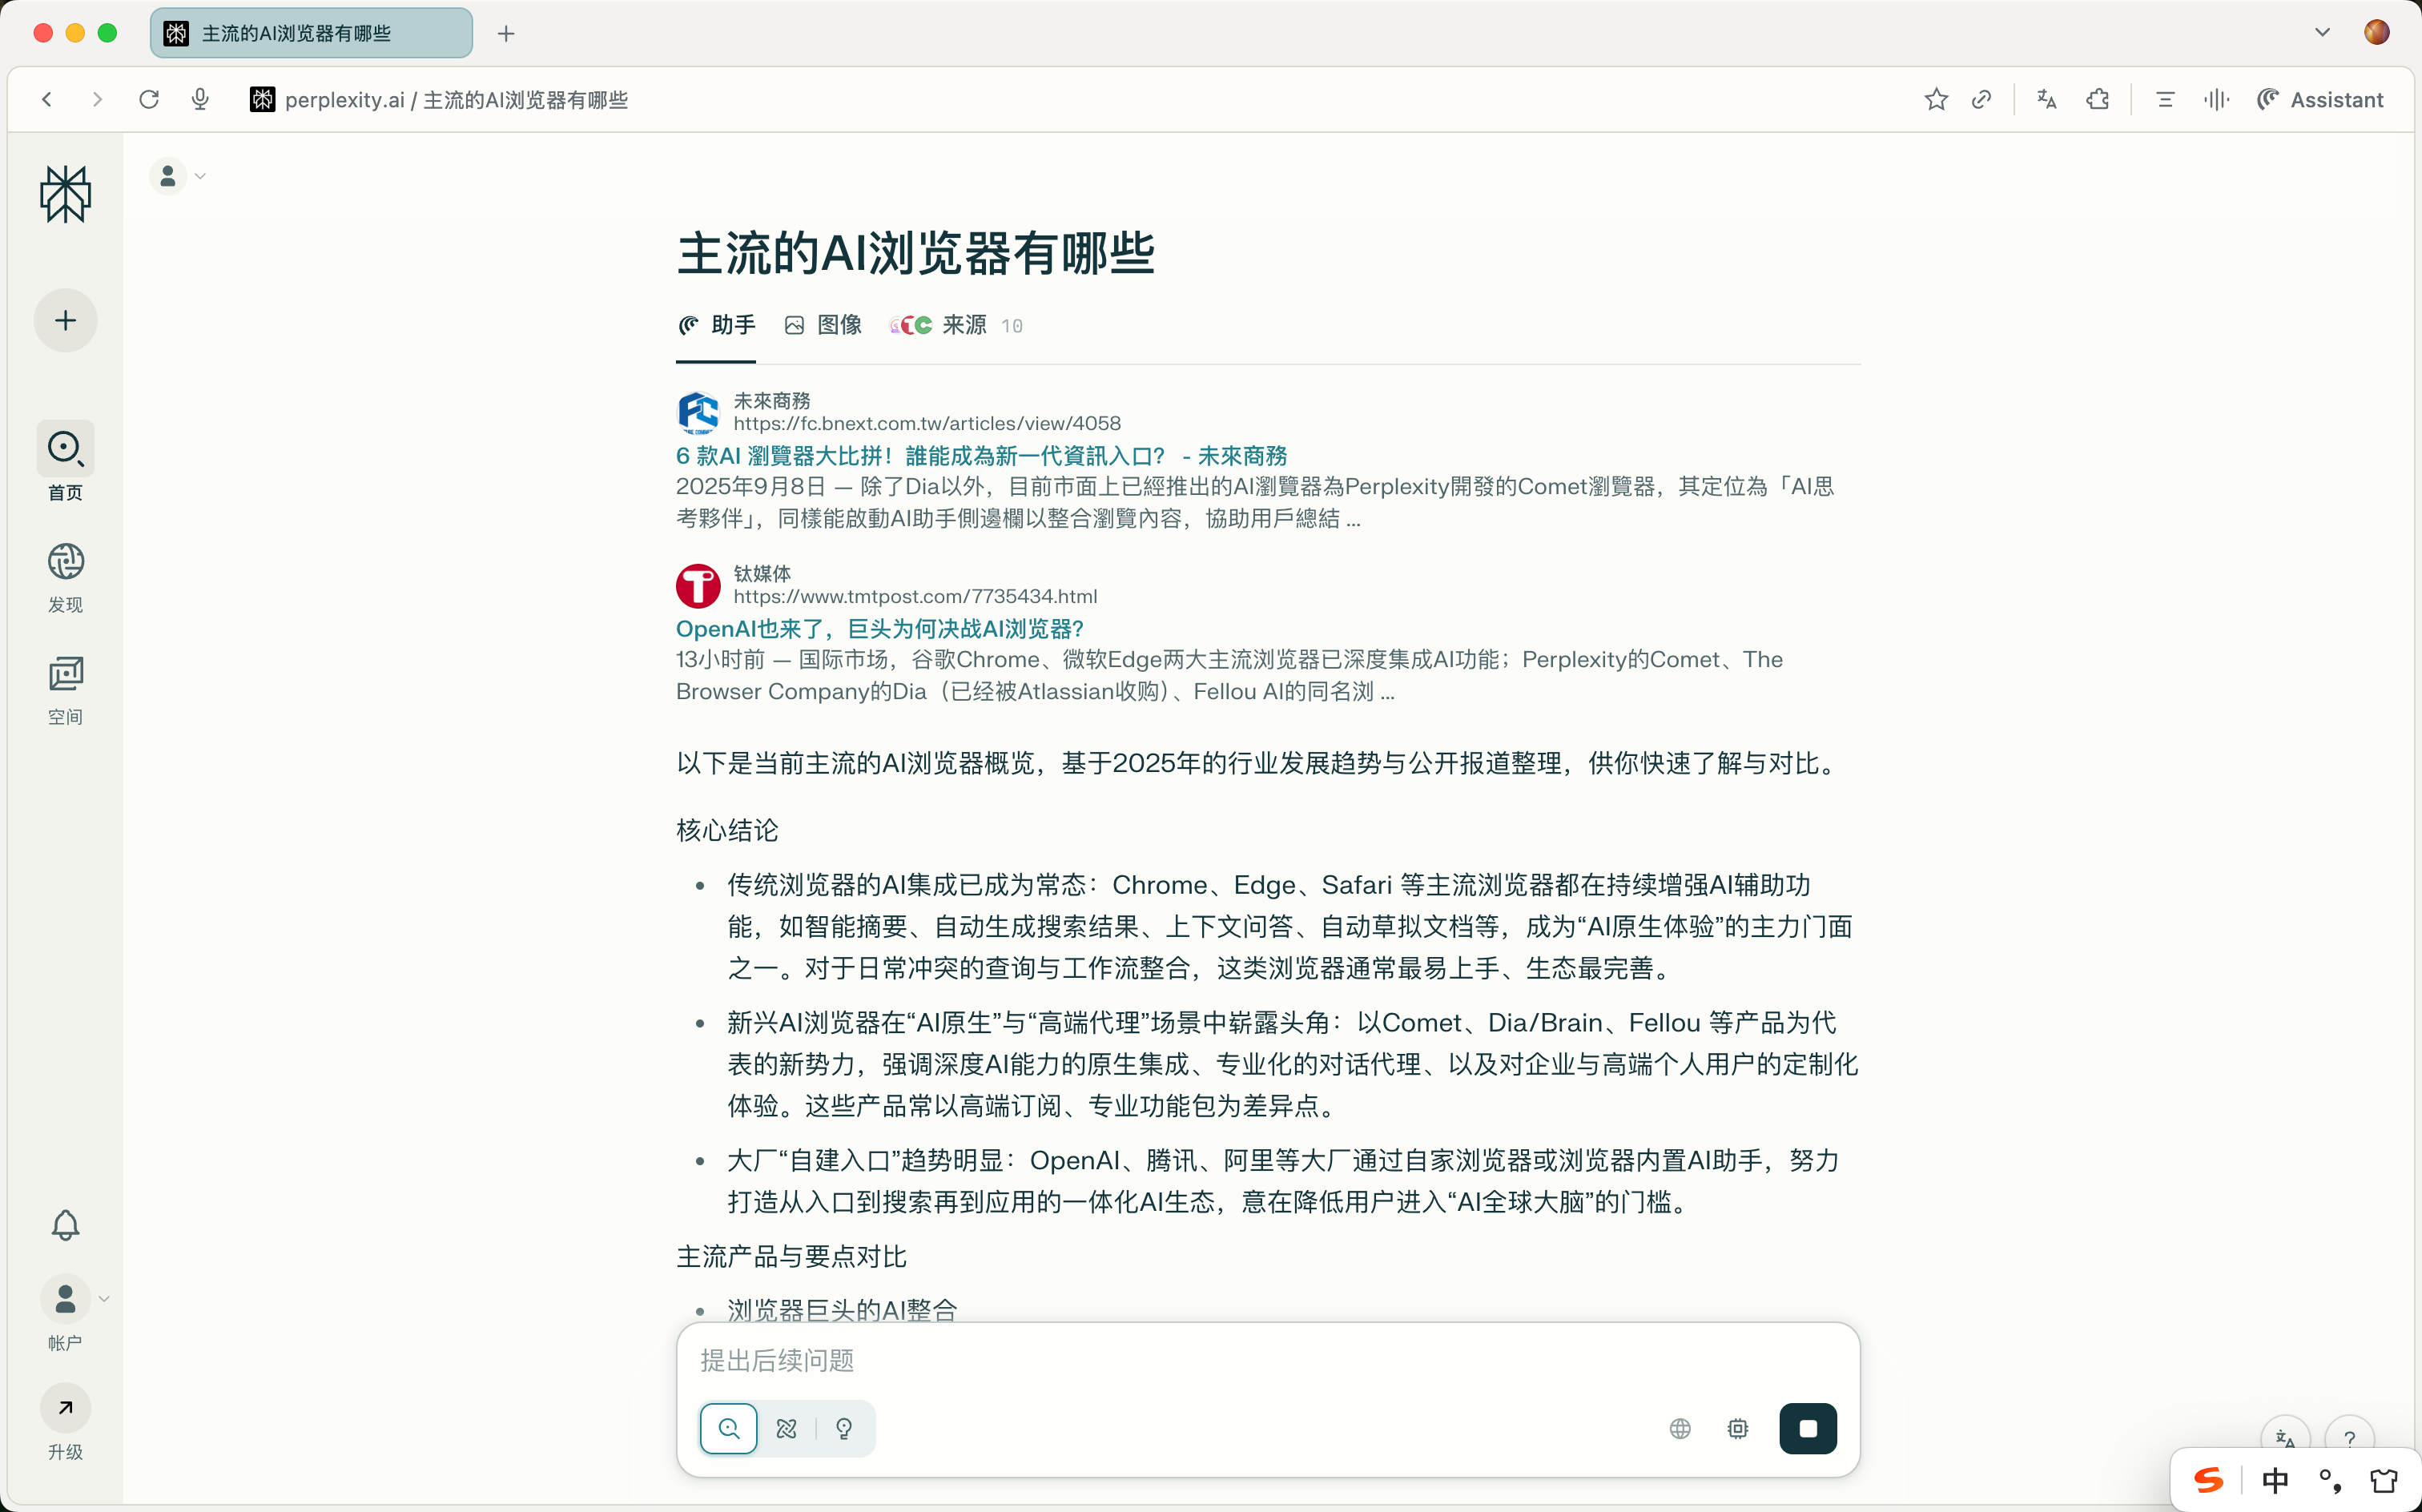 主流的AI浏览器有哪些
perplexity.ai / 主流的AI浏览器有哪些
Assistant
主流的AI浏览器有哪些
助手 图像 来源 10
未來商務
https://fc.bnext.com.tw/articles/view/4058
6 款AI 瀏覽器大比拼！誰能成為新一代資訊入口？ - 未來商務
2025年9月8日 — 除了Dia以外，目前市面上已經推出的AI瀏覽器為Perplexity開發的Comet瀏覽器，其定位為「AI思
考夥伴」，同樣能啟動AI助手側邊欄以整合瀏覽內容，協助用戶總結 ...
钛媒体
https://www.tmtpost.com/7735434.html
OpenAI也来了，巨头为何决战AI浏览器？
13小时前 — 国际市场，谷歌Chrome、微软Edge两大主流浏览器已深度集成AI功能；Perplexity的Comet、The
Browser Company的Dia（已经被Atlassian收购）、Fellou AI的同名浏 ...
以下是当前主流的AI浏览器概览，基于2025年的行业发展趋势与公开报道整理，供你快速了解与对比。
核心结论
• 传统浏览器的AI集成已成为常态：Chrome、Edge、Safari 等主流浏览器都在持续增强AI辅助功
能，如智能摘要、自动生成搜索结果、上下文问答、自动草拟文档等，成为“AI原生体验”的主力门面
之一。对于日常冲突的查询与工作流整合，这类浏览器通常最易上手、生态最完善。
• 新兴AI浏览器在“AI原生”与“高端代理”场景中崭露头角：以Comet、Dia/Brain、Fellou 等产品为代
表的新势力，强调深度AI能力的原生集成、专业化的对话代理、以及对企业与高端个人用户的定制化
体验。这些产品常以高端订阅、专业功能包为差异点。
• 大厂“自建入口”趋势明显：OpenAI、腾讯、阿里等大厂通过自家浏览器或浏览器内置AI助手，努力
打造从入口到搜索再到应用的一体化AI生态，意在降低用户进入“AI全球大脑”的门槛。
主流产品与要点对比
• 浏览器巨头的AI整合
提出后续问题
首页
发现
空间
帐户
升级
?
中